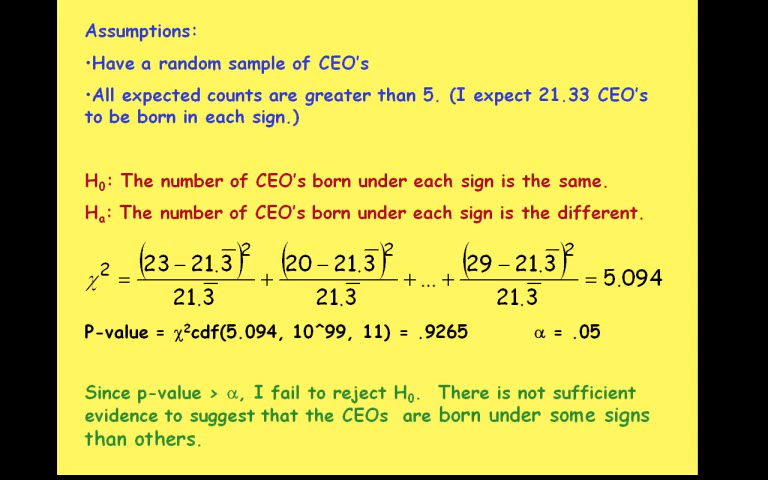 Assumptions:
•Have a random sample of CEO's
•All expected counts are greater than 5. (I expect 21.33 CEO's
to be born in each sign.)
H₀: The number of CEO's born under each sign is the same.
Hₐ: The number of CEO's born under each sign is the different.
χ² = (23 − 21.3̅)²/21.3̅ + (20 − 21.3̅)²/21.3̅ + ... + (29 − 21.3̅)²/21.3̅ = 5.094
P-value = χ²cdf(5.094, 10^99, 11) = .9265 α = .05
Since p-value > α, I fail to reject H₀. There is not sufficient
evidence to suggest that the CEOs are born under some signs
than others.